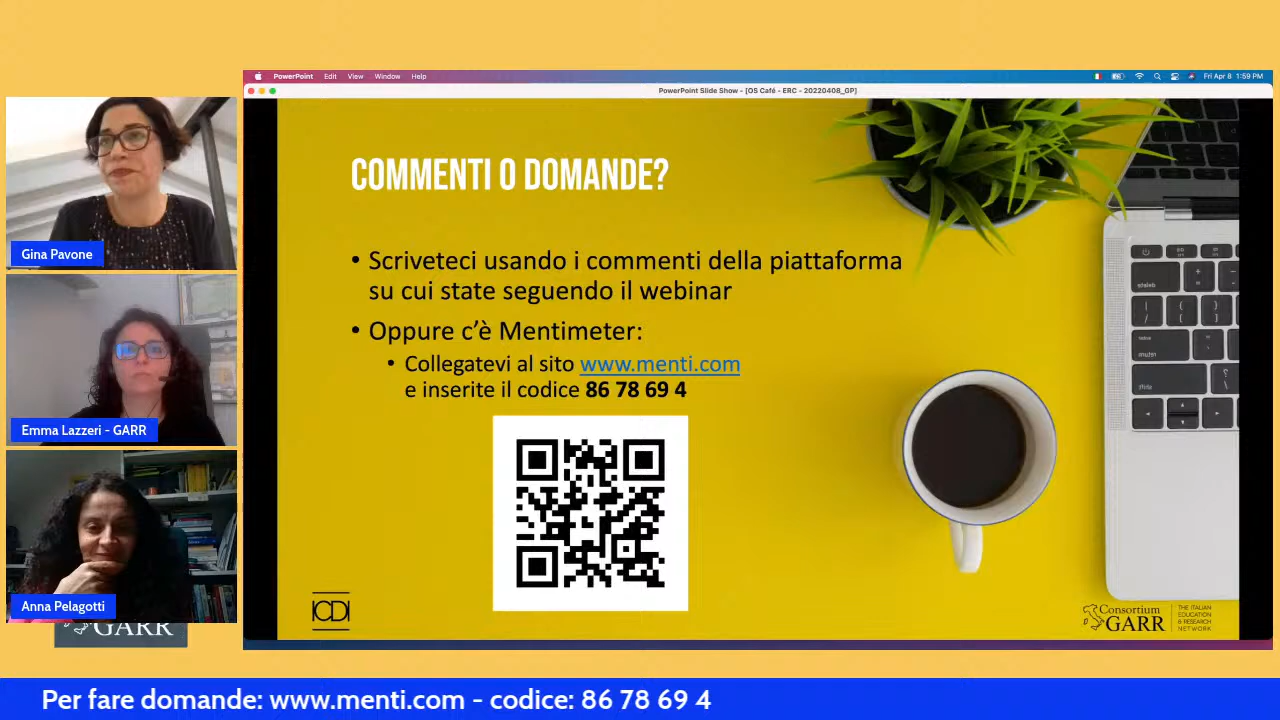 PowerPoint Edit View Window Help
Fri Apr 8 1:59 PM
PowerPoint Slide Show - [OS Café - ERC - 20220408_GP]
Gina Pavone
Emma Lazzeri - GARR
Anna Pelagotti
GARR
COMMENTI O DOMANDE?
• Scriveteci usando i commenti della piattaforma
su cui state seguendo il webinar
• Oppure c'è Mentimeter:
• Collegatevi al sito www.menti.com
e inserite il codice 86 78 69 4
ICDI
Consortium
GARR
THE ITALIAN
EDUCATION
& RESEARCH
NETWORK
Per fare domande: www.menti.com - codice: 86 78 69 4